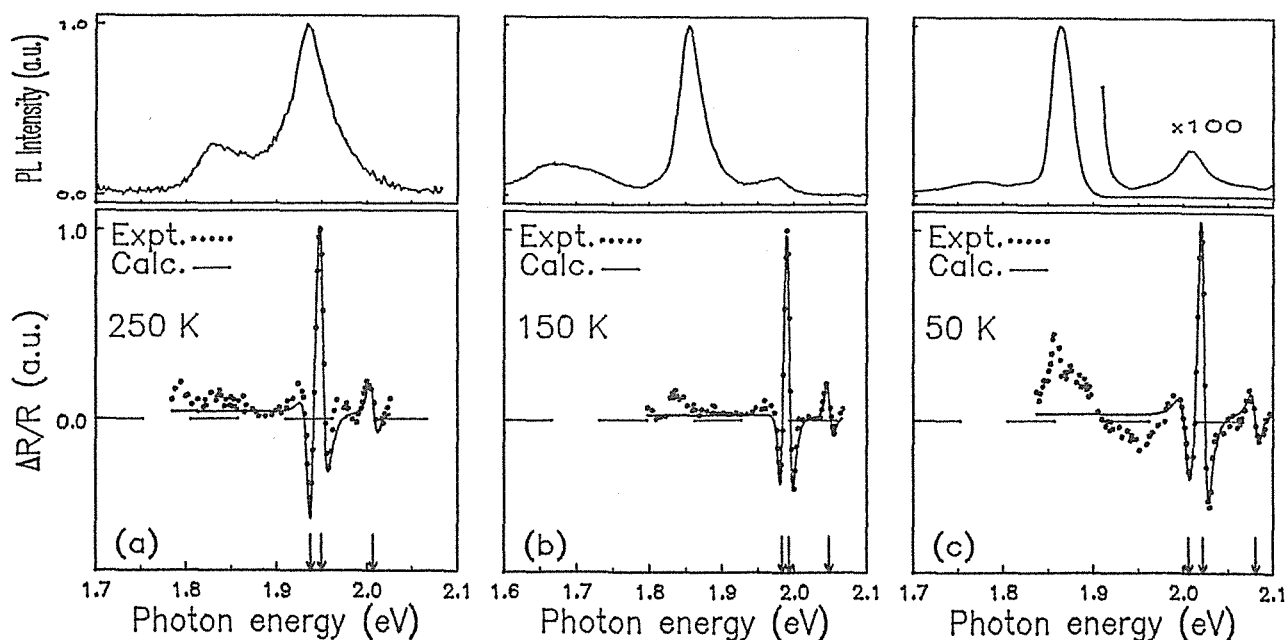 PL Intensity (a.u.)
1.0
0.0
x100
ΔR/R (a.u.)
1.0
0.0
Expt.
Calc.
250 K
(a)
1.7 1.8 1.9 2.0 2.1
Photon energy (eV)
Expt.
Calc.
150 K
(b)
1.6 1.7 1.8 1.9 2.0 2.1
Photon energy (eV)
Expt.
Calc.
50 K
(c)
1.7 1.8 1.9 2.0 2.1
Photon energy (eV)